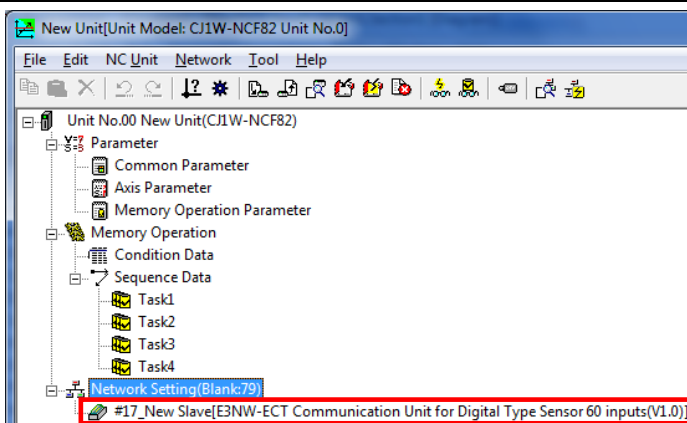 New Unit[Unit Model: CJ1W-NCF82 Unit No.0]
File Edit NC Unit Network Tool Help
Unit No.00 New Unit(CJ1W-NCF82)
Parameter
Common Parameter
Axis Parameter
Memory Operation Parameter
Memory Operation
Condition Data
Sequence Data
Task1
Task2
Task3
Task4
Network Setting(Blank:79)
#17_New Slave[E3NW-ECT Communication Unit for Digital Type Sensor 60 inputs(V1.0)]